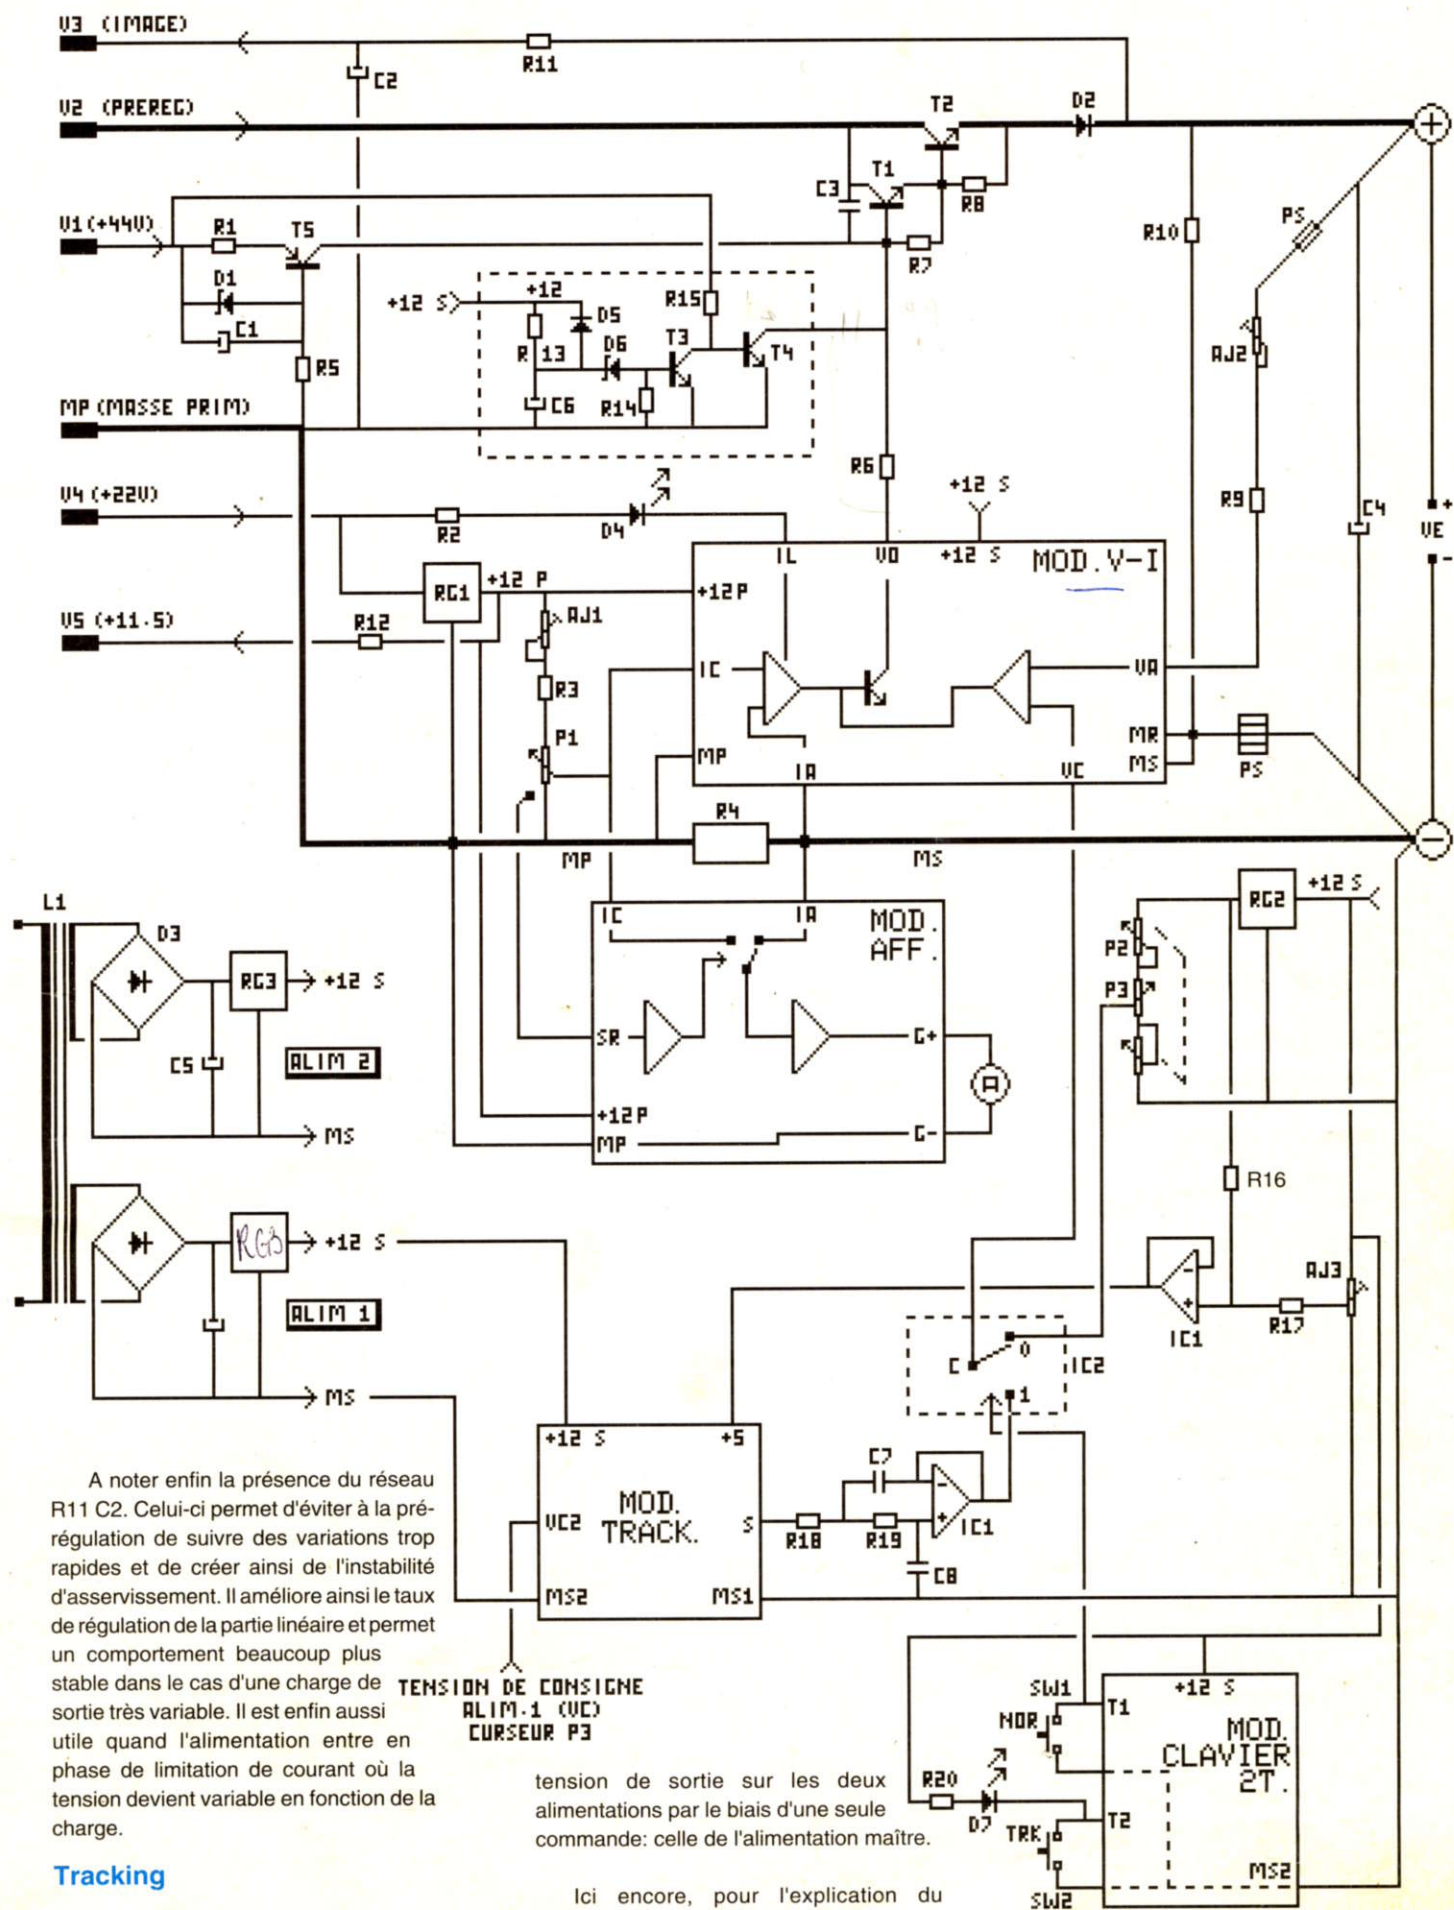 V3 (IMAGE)
R11
C2
V2 (PREREG)
T2
D2
+
T1
C3
R8
V1(+44V)
R1
T5
R7
R10
PS
D1
C1
R5
+12 S
+12
R15
D5
R 13
D6
T3
T4
C6
R14
AJ2
MP (MASSE PRIM)
R6
R9
C4
+
VE
-
V4 (+22V)
R2
D4
+12 S
IL
VO
+12 S
MOD.V-I
RG1
+12 P
+12P
V5 (+11.5)
R12
AJ1
IC
VA
R3
P1
MP
IA
VC
MR
MS
PS
R4
MP
MS
-
L1
D3
RG3
+12 S
C5
ALIM 2
MS
IC
IA
MOD.
AFF.
SR
G+
A
+12P
MP
G-
RG2
+12 S
P2
P3
R16
RG3
+12 S
ALIM 1
MS
AJ3
IC1
R17
C
0
IC2
1
+12 S
+5
MOD.
TRACK.
VC2
S
MS2
MS1
C7
R18
R19
IC1
C8
A noter enfin la présence du réseau
R11 C2. Celui-ci permet d'éviter à la pré-
régulation de suivre des variations trop
rapides et de créer ainsi de l'instabilité
d'asservissement. Il améliore ainsi le taux
de régulation de la partie linéaire et permet
un comportement beaucoup plus
stable dans le cas d'une charge de
sortie très variable. Il est enfin aussi
utile quand l'alimentation entre en
phase de limitation de courant où la
tension devient variable en fonction de la
charge.
Tracking
TENSION DE CONSIGNE
ALIM.1 (VC)
CURSEUR P3
tension de sortie sur les deux
alimentations par le biais d'une seule
commande: celle de l'alimentation maître.
Ici encore, pour l'explication du
SW1
NOR
T1
+12 S
MOD.
CLAVIER
2T.
R20
D7
TRK
T2
SW2
MS2